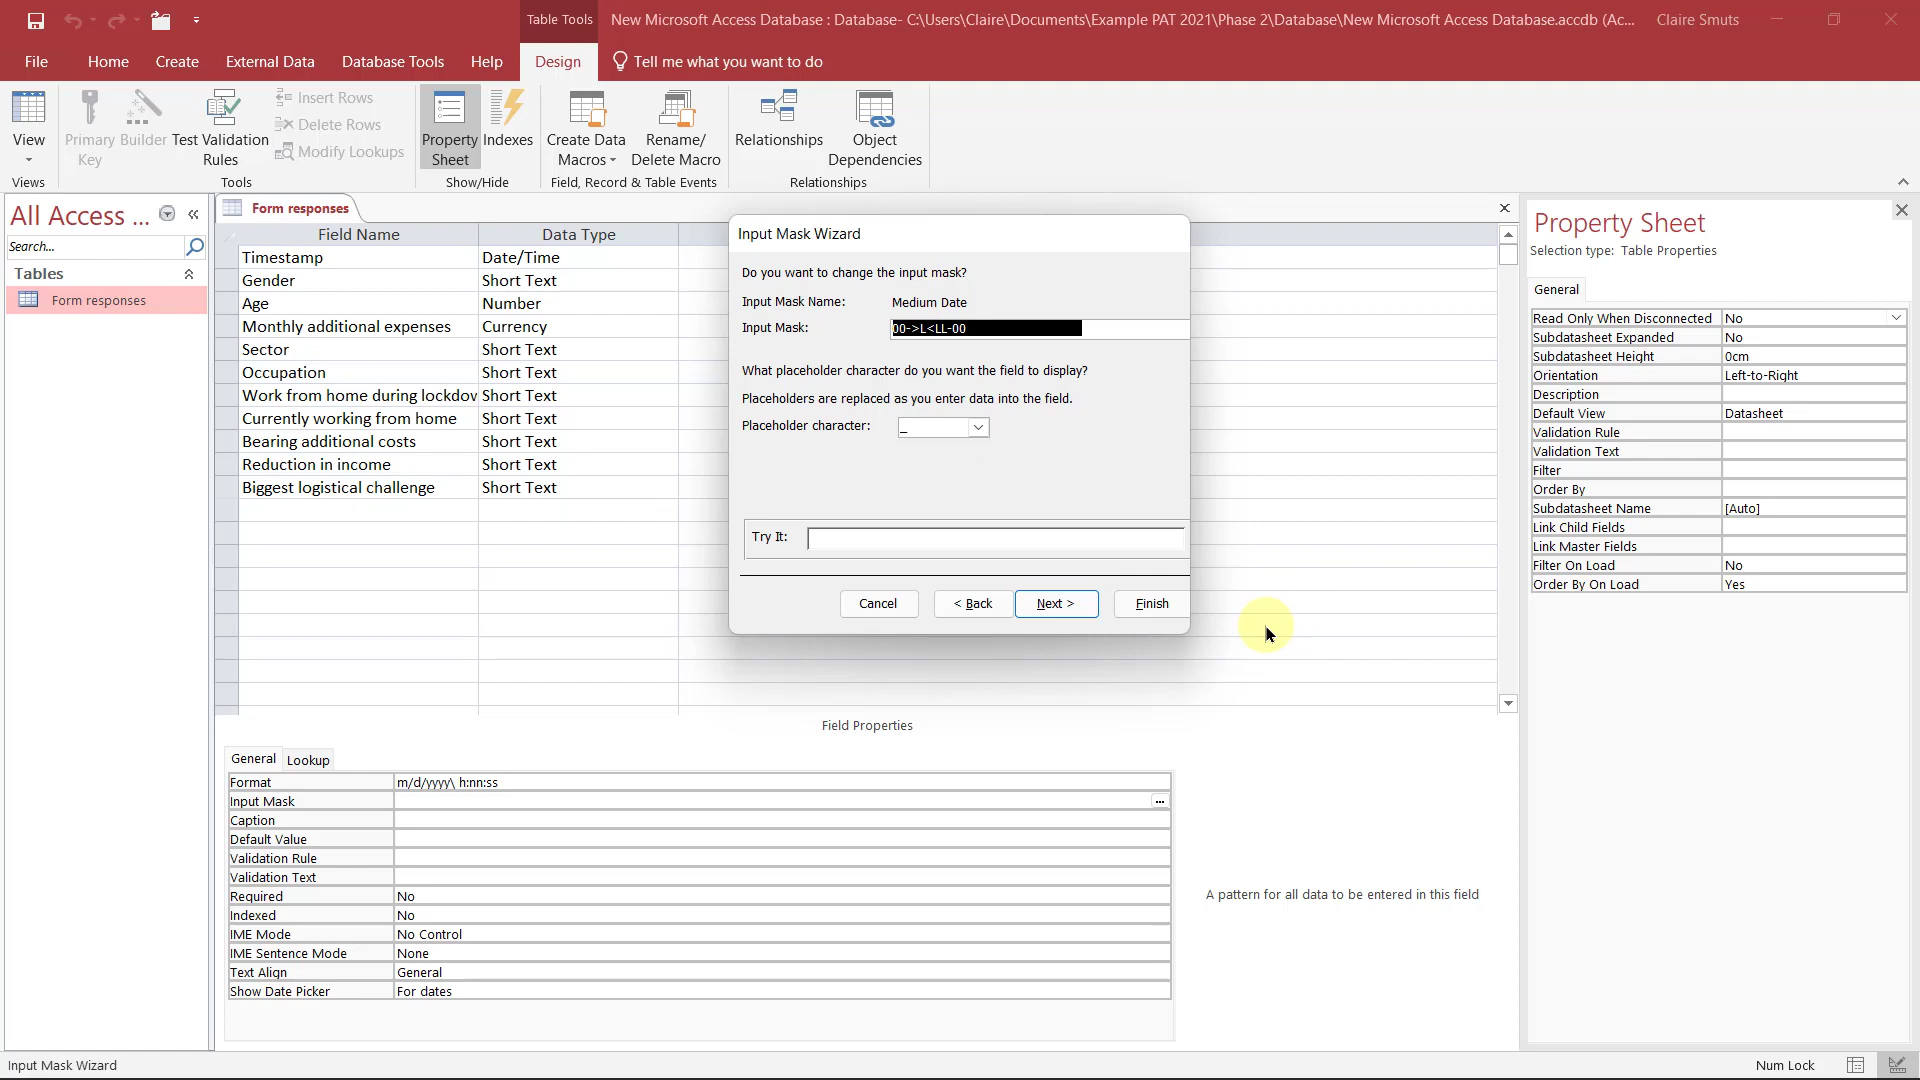 Table Tools
New Microsoft Access Database : Database- C:\Users\Claire\Documents\Example PAT 2021\Phase 2\Database\New Microsoft Access Database.accdb (Ac...
Claire Smuts
File
Home
Create
External Data
Database Tools
Help
Design
Tell me what you want to do
View
Primary Key
Builder
Test Validation Rules
Insert Rows
Delete Rows
Modify Lookups
Property Sheet
Indexes
Create Data Macros
Rename/ Delete Macro
Relationships
Object Dependencies
Views
Tools
Show/Hide
Field, Record & Table Events
Relationships
All Access ...
Search...
Tables
Form responses
Form responses
Field Name Data Type
Timestamp Date/Time
Gender Short Text
Age Number
Monthly additional expenses Currency
Sector Short Text
Occupation Short Text
Work from home during lockdov Short Text
Currently working from home Short Text
Bearing additional costs Short Text
Reduction in income Short Text
Biggest logistical challenge Short Text
Input Mask Wizard
Do you want to change the input mask?
Input Mask Name: Medium Date
Input Mask: 00->L<LL-00
What placeholder character do you want the field to display?
Placeholders are replaced as you enter data into the field.
Placeholder character: _
Try It:
Cancel
< Back
Next >
Finish
Property Sheet
Selection type: Table Properties
General
Read Only When Disconnected No
Subdatasheet Expanded No
Subdatasheet Height 0cm
Orientation Left-to-Right
Description
Default View Datasheet
Validation Rule
Validation Text
Filter
Order By
Subdatasheet Name [Auto]
Link Child Fields
Link Master Fields
Filter On Load No
Order By On Load Yes
Field Properties
General
Lookup
Format m/d/yyyy\ h:nn:ss
Input Mask ...
Caption
Default Value
Validation Rule
Validation Text
Required No
Indexed No
IME Mode No Control
IME Sentence Mode None
Text Align General
Show Date Picker For dates
A pattern for all data to be entered in this field
Input Mask Wizard
Num Lock